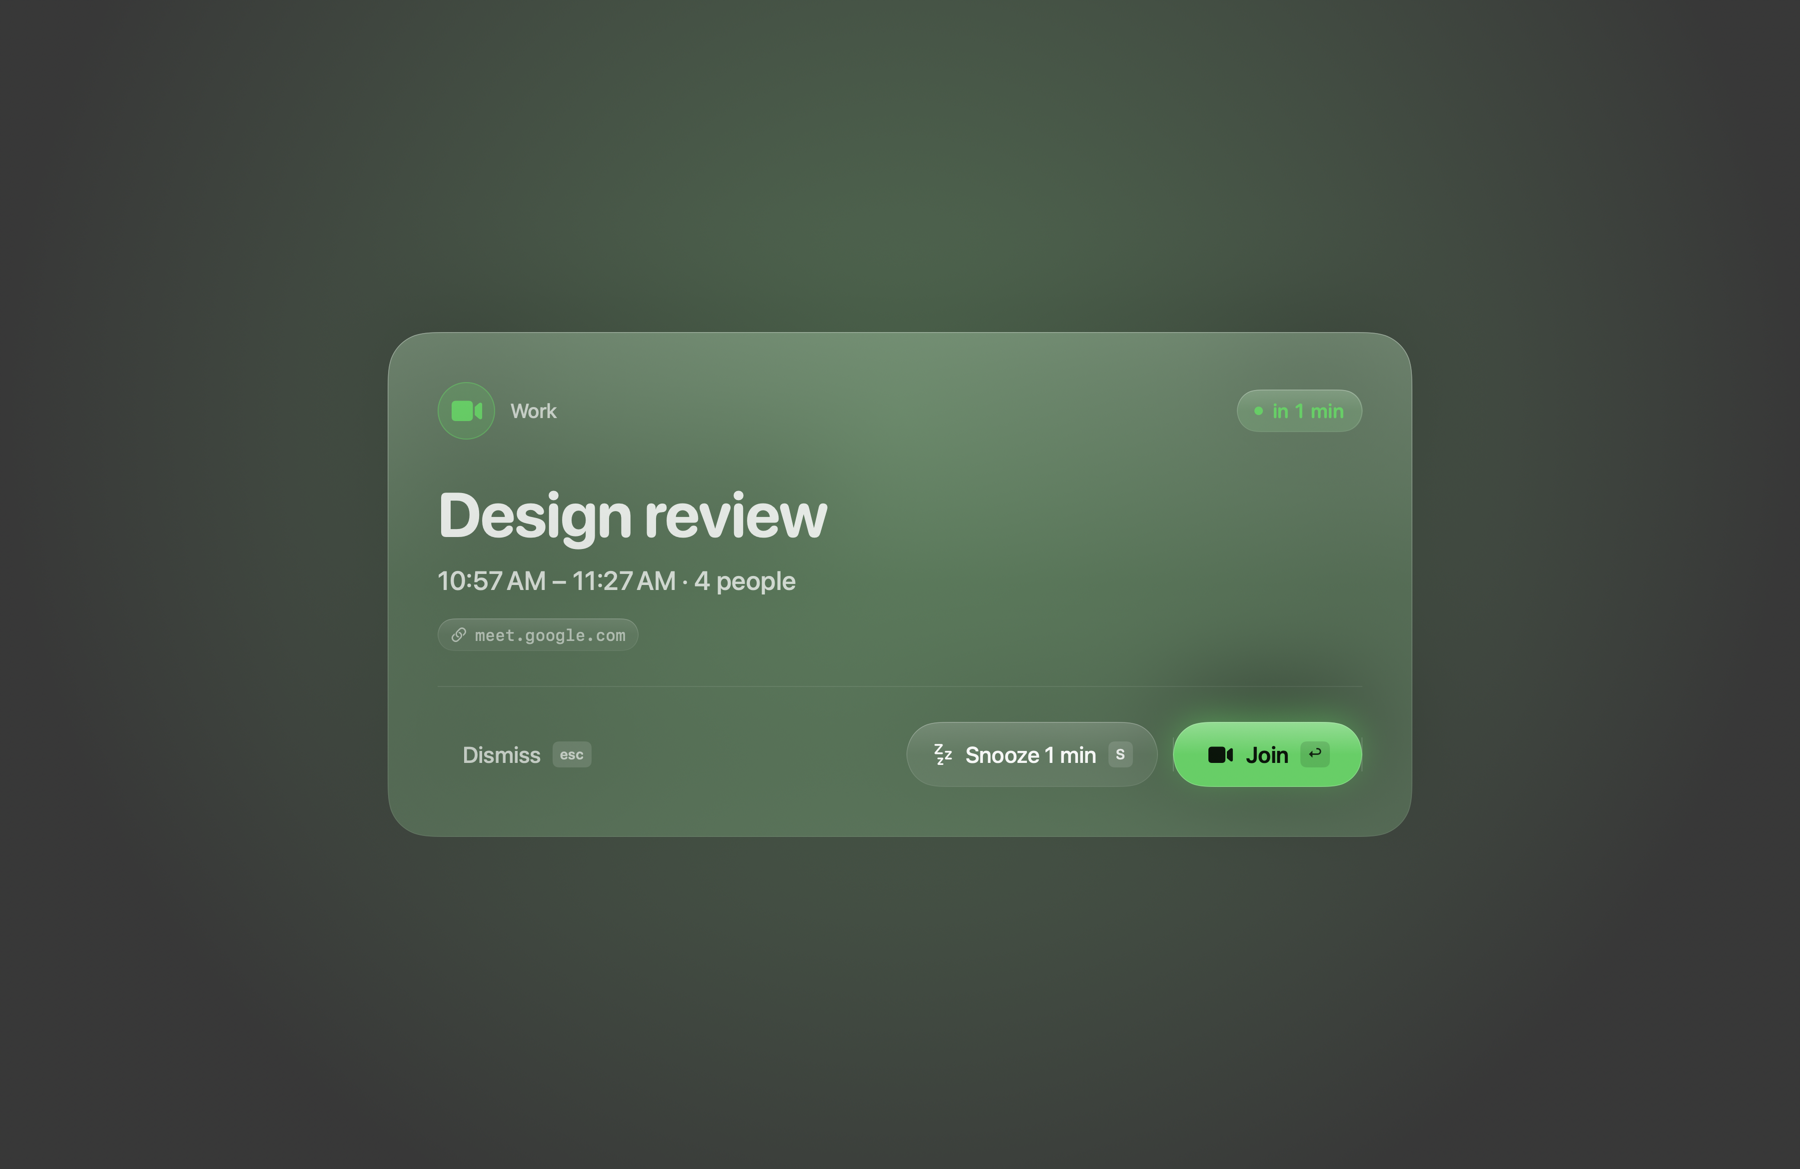 Work
in 1 min
Design review
10:57 AM – 11:27 AM · 4 people
meet.google.com
Dismiss esc
Snooze 1 min S
Join ↩